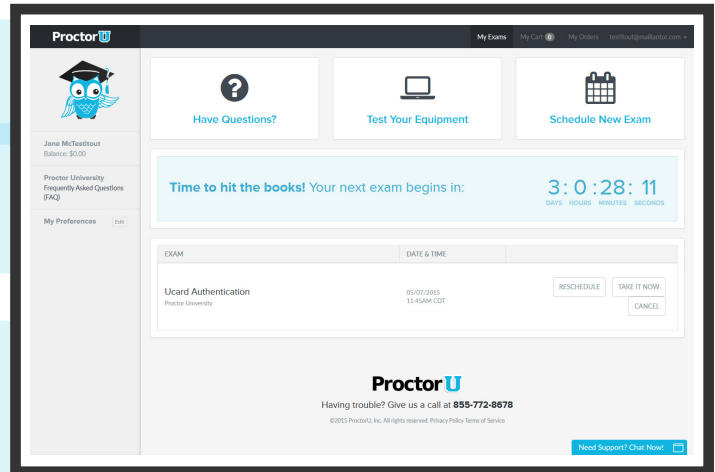 ProctorU
My Exams My Cart 0 My Orders testitout@mailiantor.com
Have Questions?
Test Your Equipment
Schedule New Exam
Jane McTestitout
Balance: $0.00
Proctor University
Frequently Asked Questions
(FAQ)
My Preferences Edit
Time to hit the books! Your next exam begins in:
3 : 0 : 28 : 11
DAYS HOURS MINUTES SECONDS
EXAM DATE & TIME
Ucard Authentication
Proctor University
05/07/2015
11:45AM CDT
RESCHEDULE TAKE IT NOW
CANCEL
ProctorU
Having trouble? Give us a call at 855-772-8678
©2015 ProctorU, Inc. All rights reserved. Privacy Policy Terms of Service
Need Support? Chat Now!